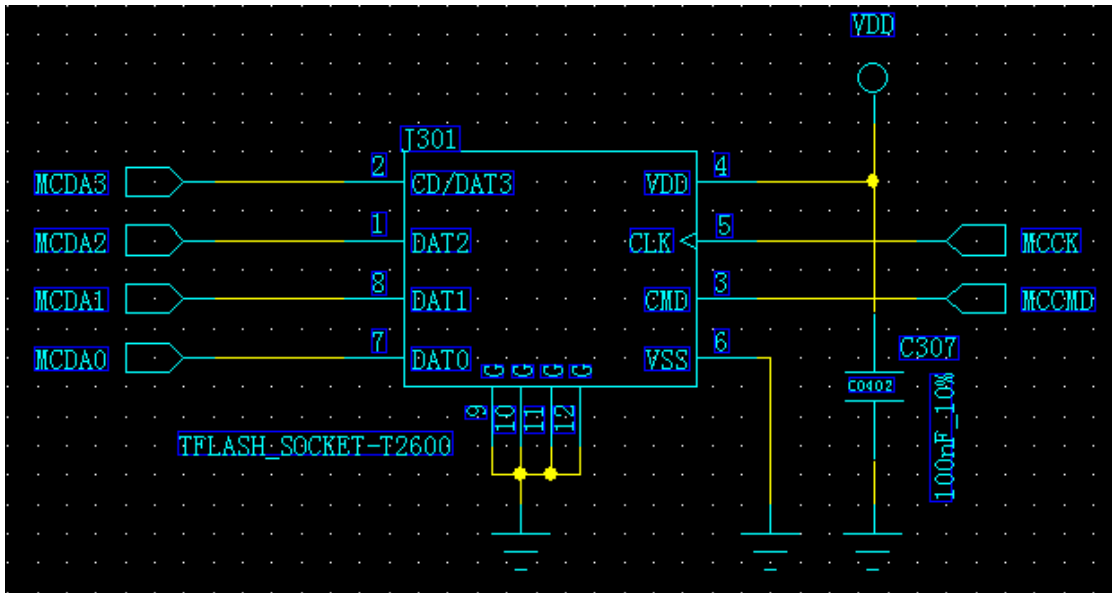 VDD
J301
MCDA3
2
CD/DAT3
VDD
4
MCDA2
1
DAT2
CLK
5
MCCK
MCDA1
8
DAT1
CMD
3
MCCMD
MCDA0
7
DAT0
VSS
6
G G G G
9
10
11
12
TFLASH_SOCKET-T2600
C307
C0402
100nF_10%